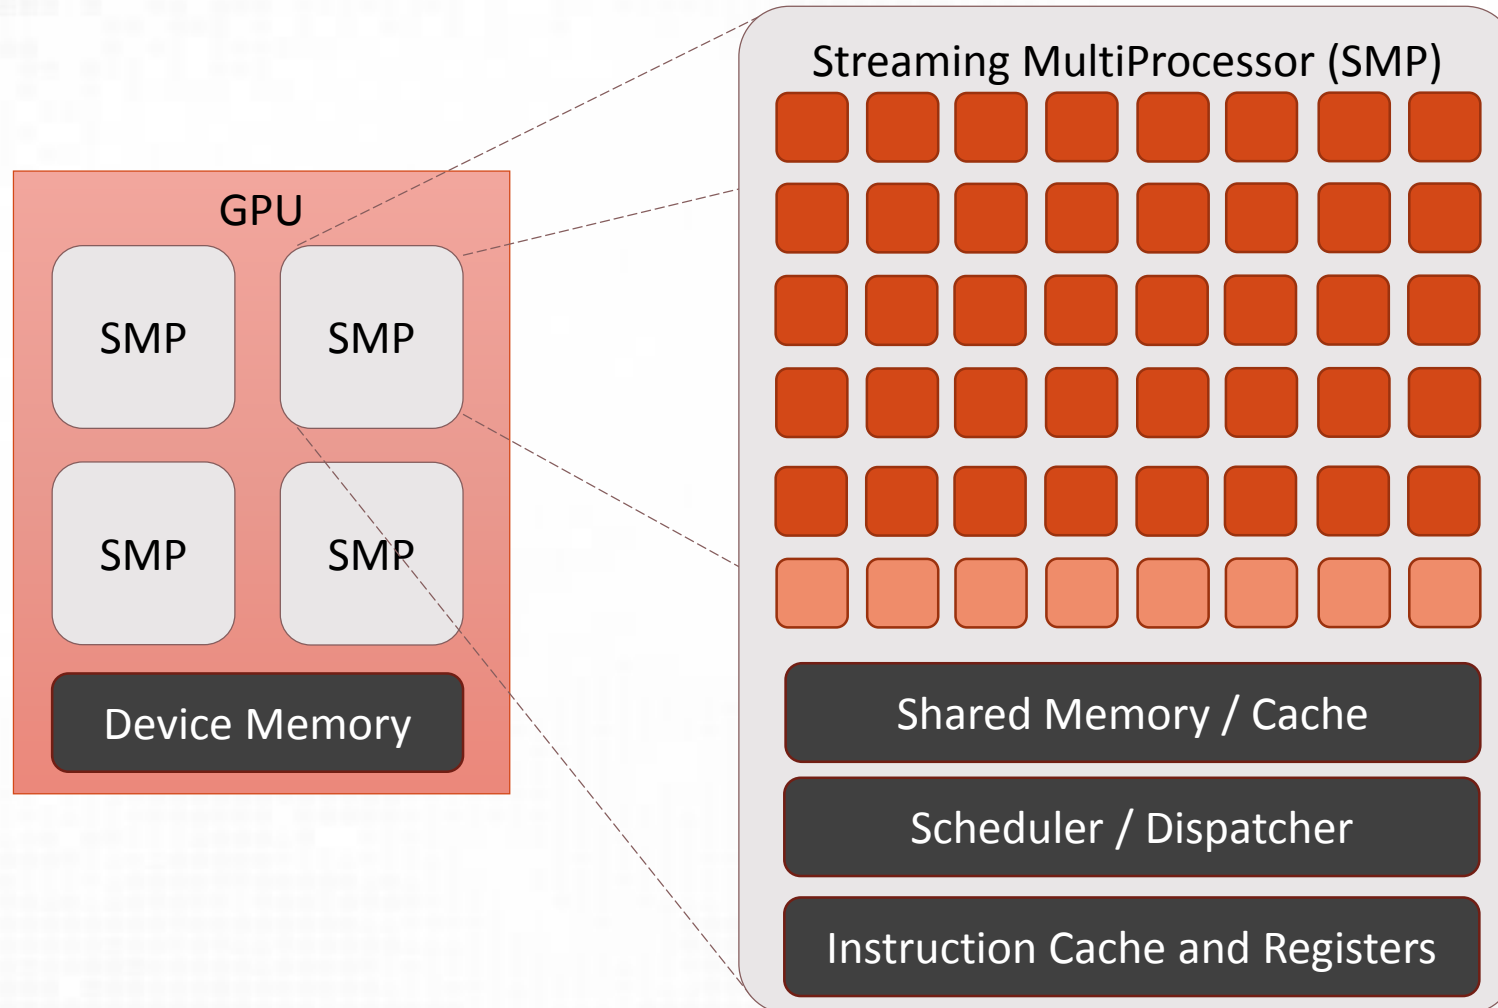 GPU
SMP
SMP
SMP
SMP
Device Memory
Streaming MultiProcessor (SMP)
Shared Memory / Cache
Scheduler / Dispatcher
Instruction Cache and Registers